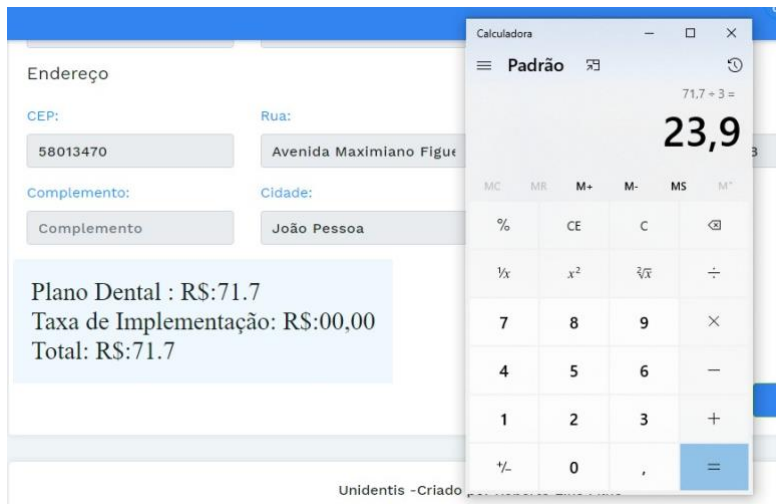 Endereço
CEP:
Rua:
58013470
Avenida Maximiano Figue
Complemento:
Cidade:
Complemento
João Pessoa
Plano Dental : R$:71.7
Taxa de Implementação: R$:00,00
Total: R$:71.7
Unidentis -Criado
Calculadora
Padrão
71,7 ÷ 3 =
23,9
MC MR M+ M- MS M˅
% CE C
⅟x x² ²√x ÷
7 8 9 ×
4 5 6 −
1 2 3 +
+/− 0 , =